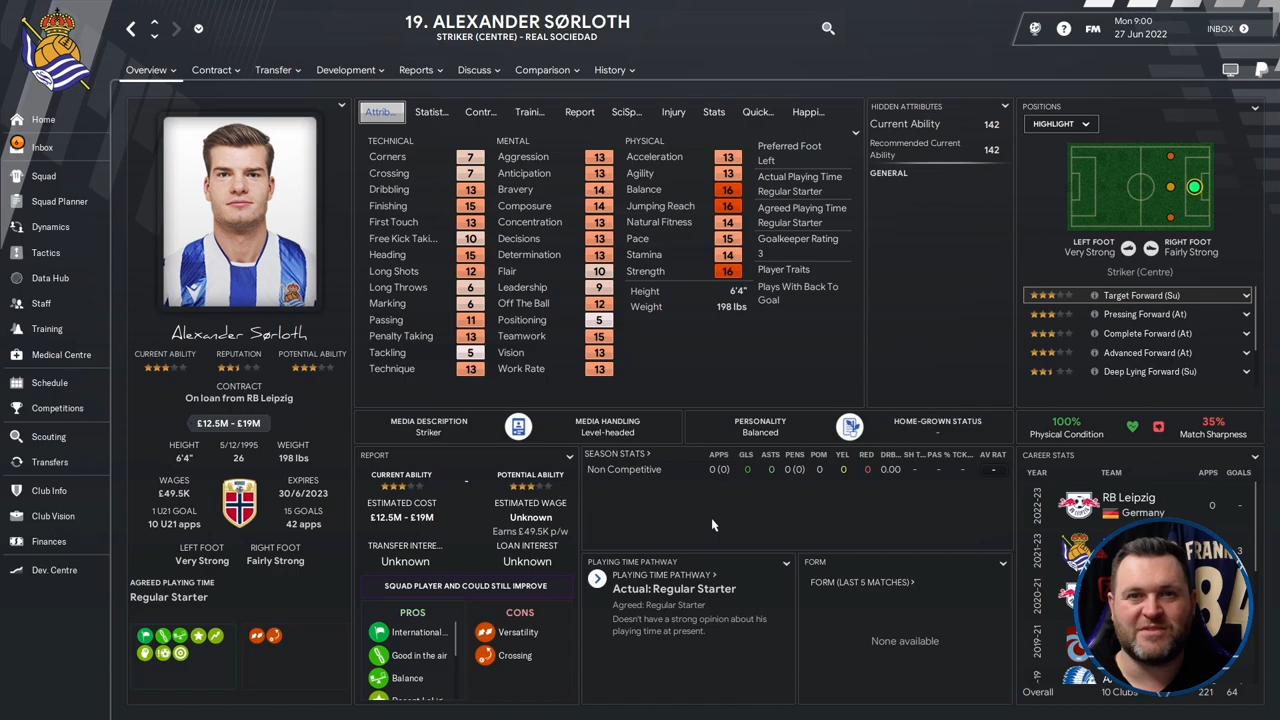 19. ALEXANDER SØRLOTH
STRIKER (CENTRE) - REAL SOCIEDAD
FM
Mon 9:00
27 Jun 2022
INBOX
Overview
Contract
Transfer
Development
Reports
Discuss
Comparison
History
Home
Inbox
Squad
Squad Planner
Dynamics
Tactics
Data Hub
Staff
Training
Medical Centre
Schedule
Competitions
Scouting
Transfers
Club Info
Club Vision
Finances
Dev. Centre
Alexander Sørloth
CURRENT ABILITY
REPUTATION
POTENTIAL ABILITY
CONTRACT
On loan from RB Leipzig
£12.5M - £19M
HEIGHT 5/12/1995 WEIGHT
6'4" 26 198 lbs
WAGES EXPIRES
£49.5K 30/6/2023
1 U21 GOAL 15 GOALS
10 U21 apps 42 apps
LEFT FOOT RIGHT FOOT
Very Strong Fairly Strong
AGREED PLAYING TIME
Regular Starter
Attrib... Statist... Contr... Traini... Report SciSp... Injury Stats Quick... Happi...
TECHNICAL
Corners 7
Crossing 7
Dribbling 13
Finishing 15
First Touch 13
Free Kick Taki... 10
Heading 15
Long Shots 12
Long Throws 6
Marking 6
Passing 11
Penalty Taking 13
Tackling 5
Technique 13
MENTAL
Aggression 13
Anticipation 13
Bravery 14
Composure 14
Concentration 13
Decisions 13
Determination 13
Flair 10
Leadership 9
Off The Ball 12
Positioning 5
Teamwork 15
Vision 13
Work Rate 13
PHYSICAL
Acceleration 13
Agility 13
Balance 16
Jumping Reach 16
Natural Fitness 14
Pace 15
Stamina 14
Strength 16
Height 6'4"
Weight 198 lbs
Preferred Foot
Left
Actual Playing Time
Regular Starter
Agreed Playing Time
Regular Starter
Goalkeeper Rating
3
Player Traits
Plays With Back To
Goal
HIDDEN ATTRIBUTES
Current Ability 142
Recommended Current
Ability 142
GENERAL
POSITIONS
HIGHLIGHT
LEFT FOOT
Very Strong
RIGHT FOOT
Fairly Strong
Striker (Centre)
Target Forward (Su)
Pressing Forward (At)
Complete Forward (At)
Advanced Forward (At)
Deep Lying Forward (Su)
MEDIA DESCRIPTION
Striker
MEDIA HANDLING
Level-headed
PERSONALITY
Balanced
HOME-GROWN STATUS
-
100%
Physical Condition
35%
Match Sharpness
REPORT
CURRENT ABILITY - POTENTIAL ABILITY
ESTIMATED COST ESTIMATED WAGE
£12.5M - £19M Unknown
Earns £49.5K p/w
TRANSFER INTERE... LOAN INTEREST
Unknown Unknown
SQUAD PLAYER AND COULD STILL IMPROVE
PROS
International...
Good in the air
Balance
CONS
Versatility
Crossing
SEASON STATS > APPS GLS ASTS PENS POM YEL RED DRB... SH T... PAS % TCK... AV RAT
Non Competitive 0 (0) 0 0 0 (0) 0 0 0 0.00 - - - -
PLAYING TIME PATHWAY
PLAYING TIME PATHWAY >
Actual: Regular Starter
Agreed: Regular Starter
Doesn't have a strong opinion about his
playing time at present.
FORM
FORM (LAST 5 MATCHES) >
None available
CAREER STATS
YEAR TEAM APPS GOALS
2022-23 RB Leipzig 0 -
Germany
2021-22
2020-21
2019-21
-19
3
FRANK
84
Overall 10 Clubs 221 64